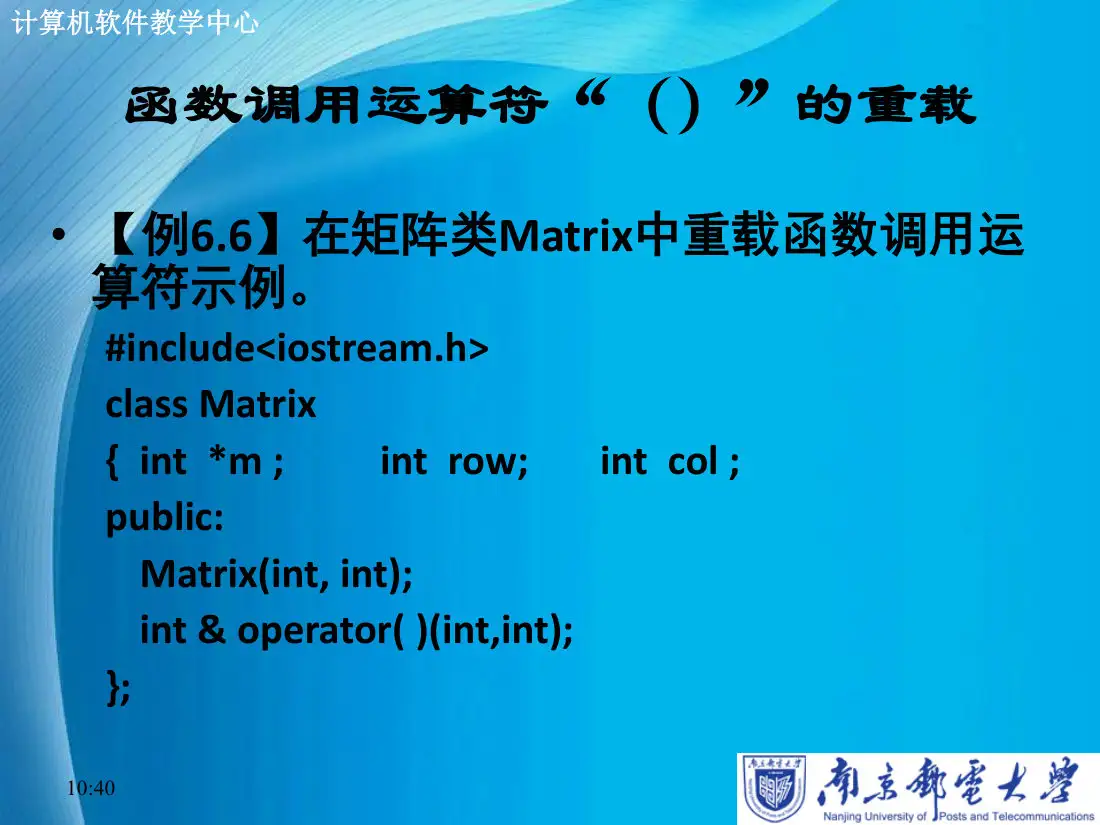 计算机软件教学中心
函数调用运算符“()”的重载
• 【例6.6】在矩阵类Matrix中重载函数调用运
算符示例。
#include<iostream.h>
class Matrix
{ int *m ; int row; int col ;
public:
Matrix(int, int);
int & operator( )(int,int);
};
10:40
南京郵電大学
Nanjing University of Posts and Telecommunications